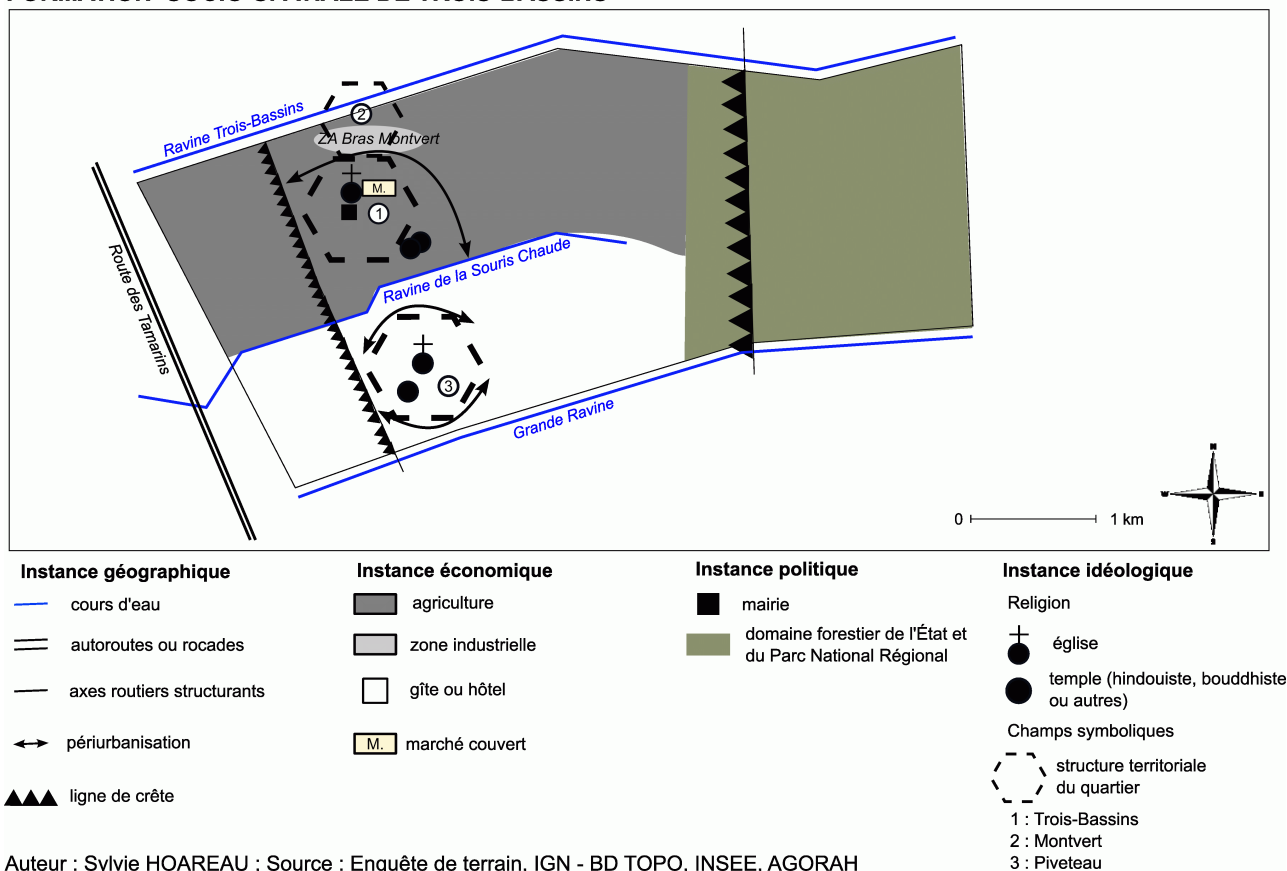 2
Ravine Trois-Bassins
ZA Bras Montvert
M.
1
Route des Tamarins
Ravine de la Souris Chaude
3
Grande Ravine
N
W
E
S
0
1 km
Instance géographique
cours d'eau
autoroutes ou rocades
axes routiers structurants
périurbanisation
ligne de crête
Instance économique
agriculture
zone industrielle
gîte ou hôtel
M.
marché couvert
Instance politique
mairie
domaine forestier de l'État et
du Parc National Régional
Instance idéologique
Religion
église
temple (hindouiste, bouddhiste
ou autres)
Champs symboliques
structure territoriale
du quartier
1 : Trois-Bassins
2 : Montvert
3 : Piveteau
Auteur : Sylvie HOAREAU ; Source : Enquête de terrain, IGN - BD TOPO, INSEE, AGORAH